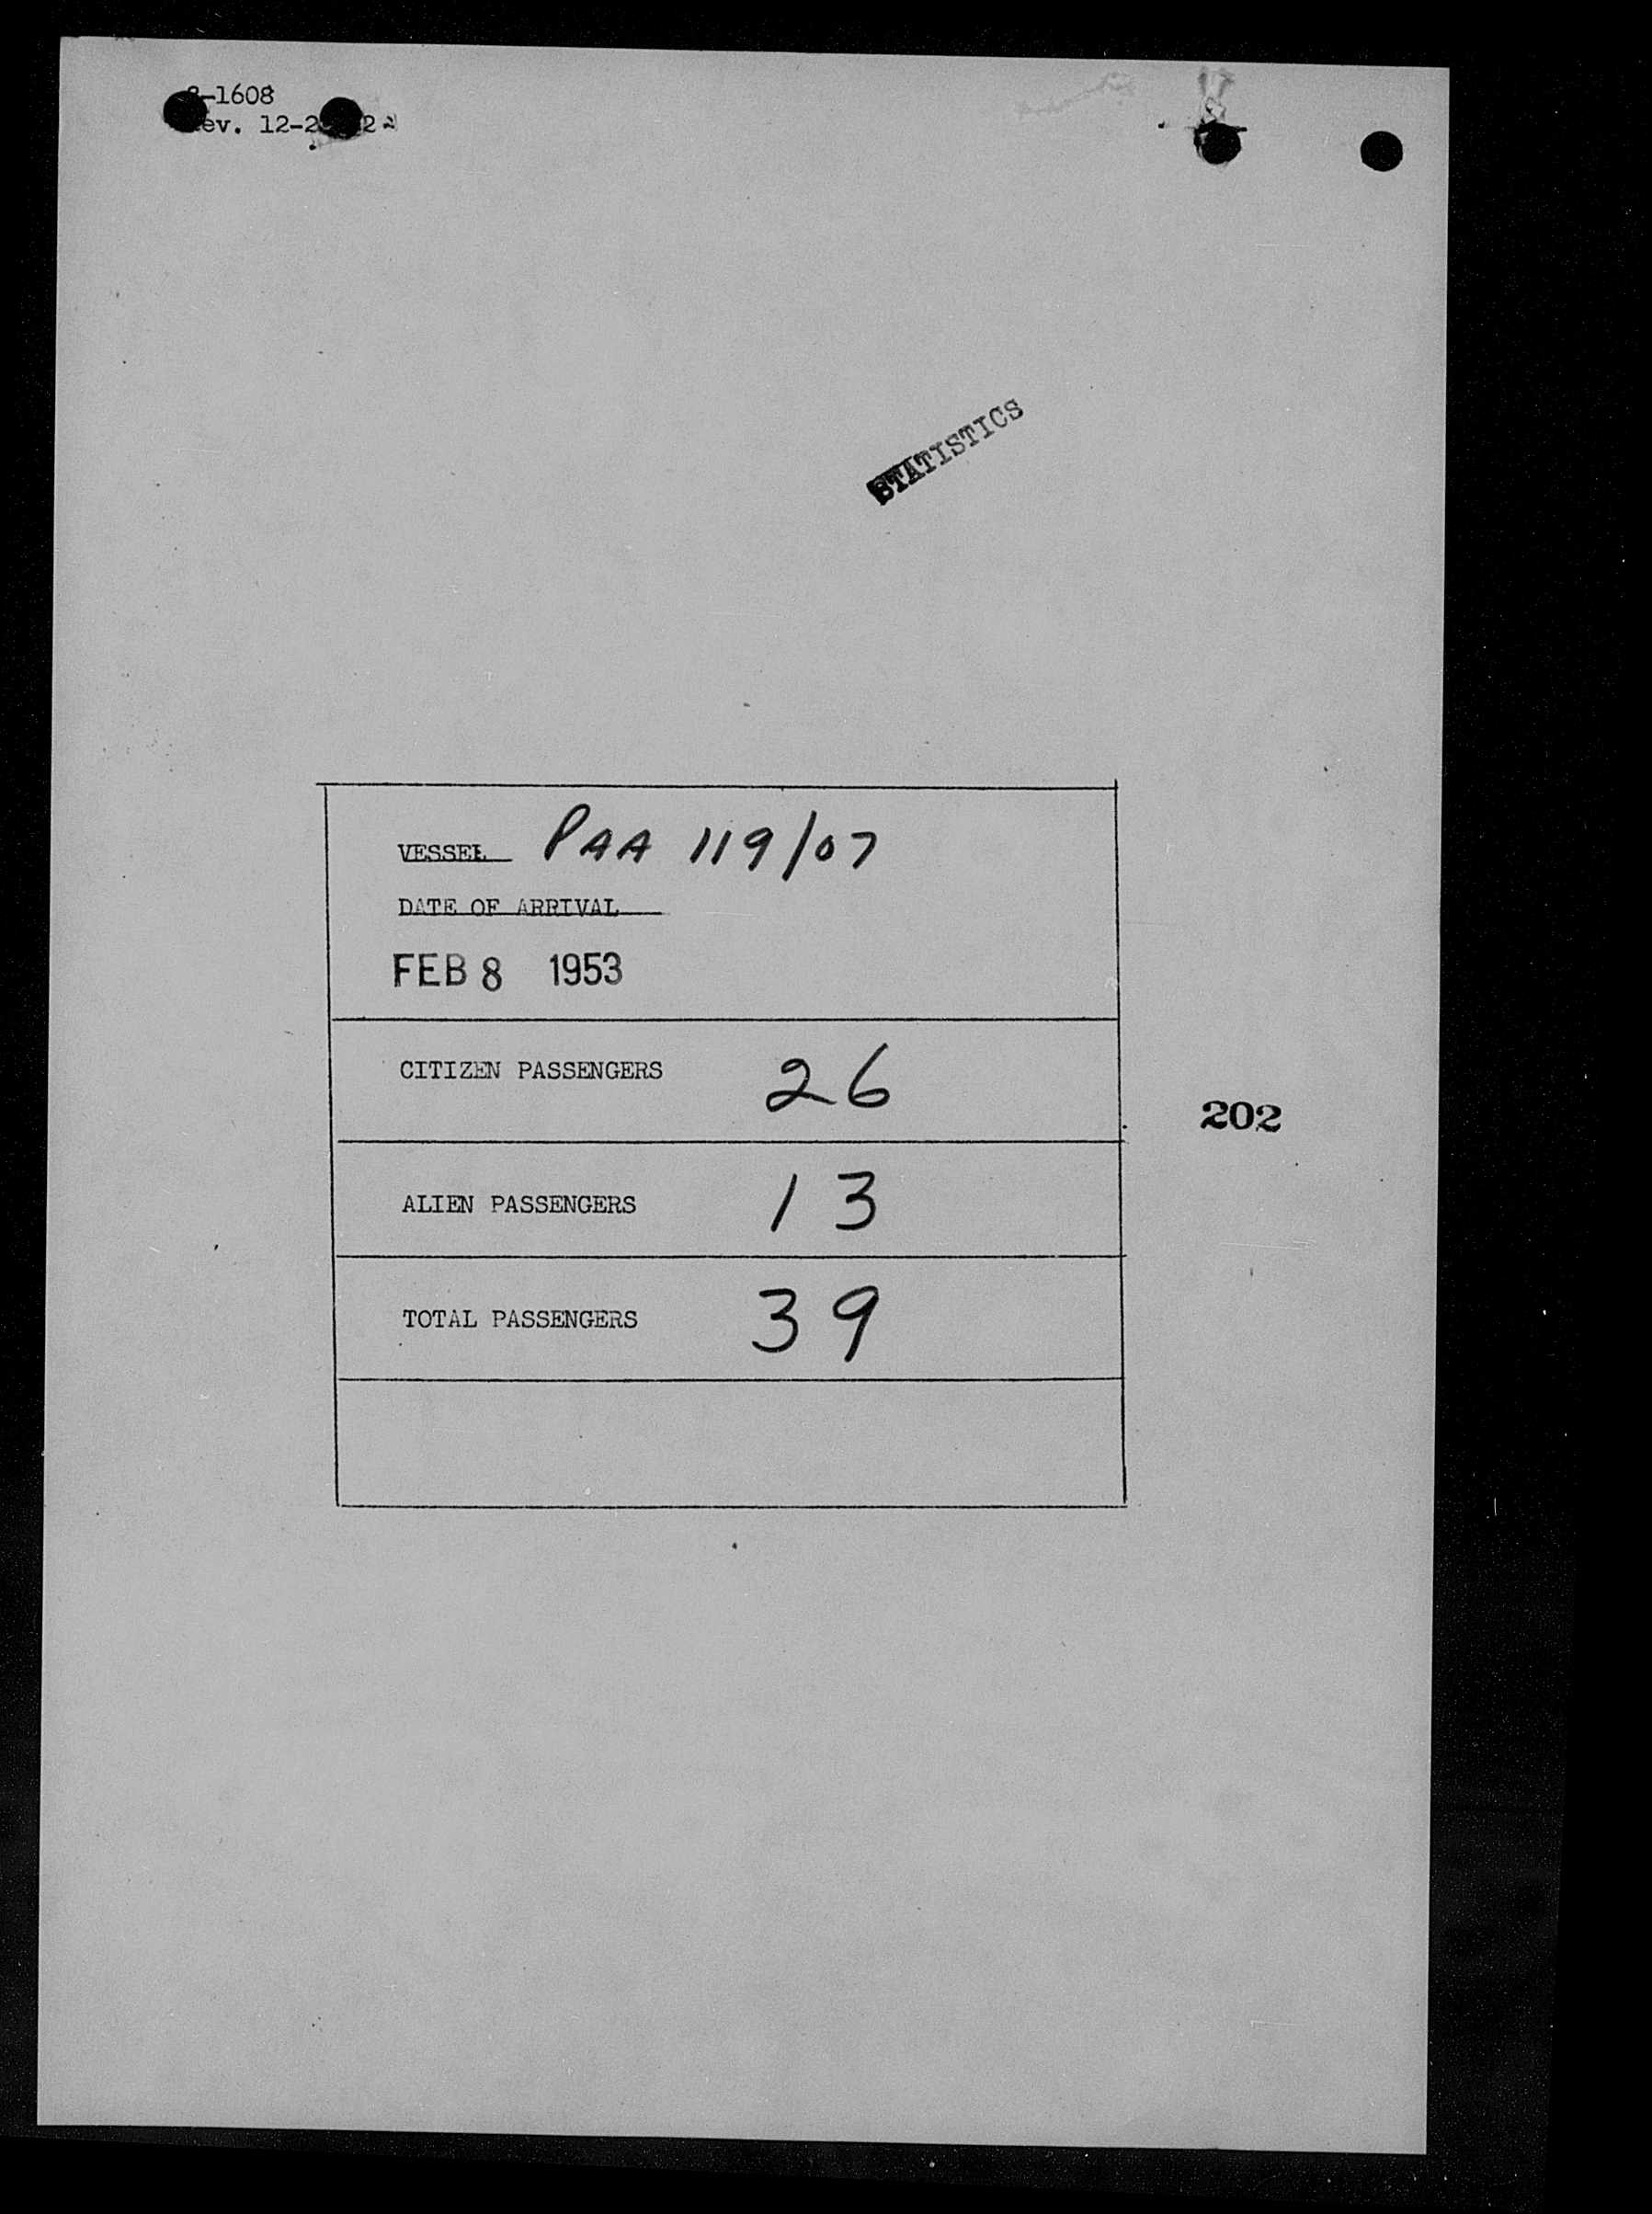 -1608
ev. 12-2 2
STATISTICS
VESSEL PAA 119/07
DATE OF ARRIVAL
FEB 8 1953
CITIZEN PASSENGERS 26
202
ALIEN PASSENGERS 13
TOTAL PASSENGERS 39